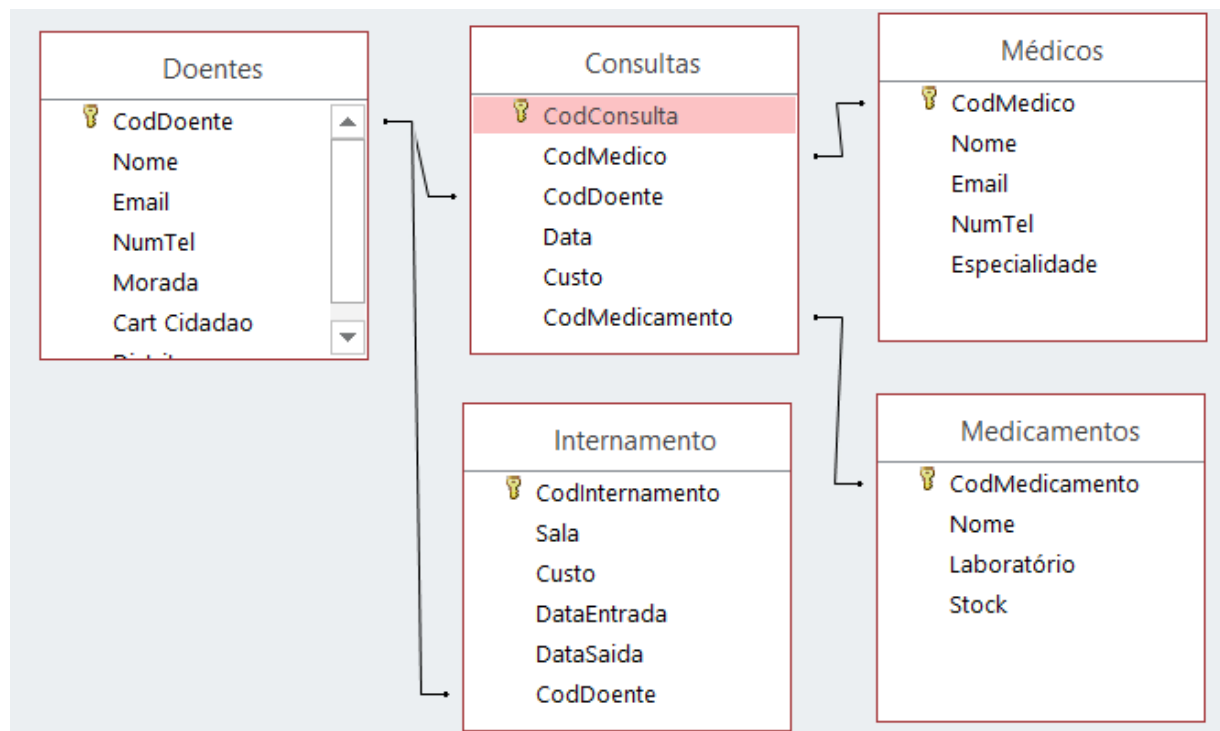 Doentes
CodDoente
Nome
Email
NumTel
Morada
Cart Cidadao
Consultas
CodConsulta
CodMedico
CodDoente
Data
Custo
CodMedicamento
Médicos
CodMedico
Nome
Email
NumTel
Especialidade
Internamento
CodInternamento
Sala
Custo
DataEntrada
DataSaida
CodDoente
Medicamentos
CodMedicamento
Nome
Laboratório
Stock